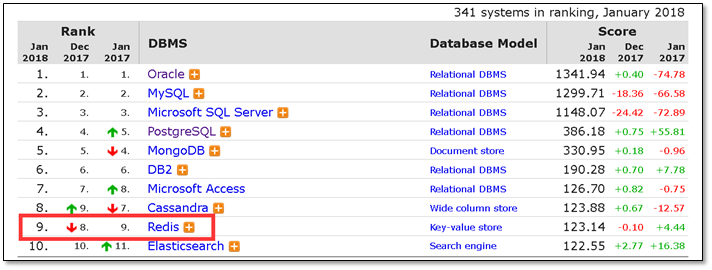 341 systems in ranking, January 2018
Rank DBMS Database Model Score
Jan 2018 Dec 2017 Jan 2017 Jan 2018 Dec 2017 Jan 2017
1. 1. 1. Oracle Relational DBMS 1341.94 +0.40 -74.78
2. 2. 2. MySQL Relational DBMS 1299.71 -18.36 -66.58
3. 3. 3. Microsoft SQL Server Relational DBMS 1148.07 -24.42 -72.89
4. 4. 5. PostgreSQL Relational DBMS 386.18 +0.75 +55.81
5. 5. 4. MongoDB Document store 330.95 +0.18 -0.96
6. 6. 6. DB2 Relational DBMS 190.28 +0.70 +7.78
7. 7. 8. Microsoft Access Relational DBMS 126.70 +0.82 -0.75
8. 9. 7. Cassandra Wide column store 123.88 +0.67 -12.57
9. 8. 9. Redis Key-value store 123.14 -0.10 +4.44
10. 10. 11. Elasticsearch Search engine 122.55 +2.77 +16.38